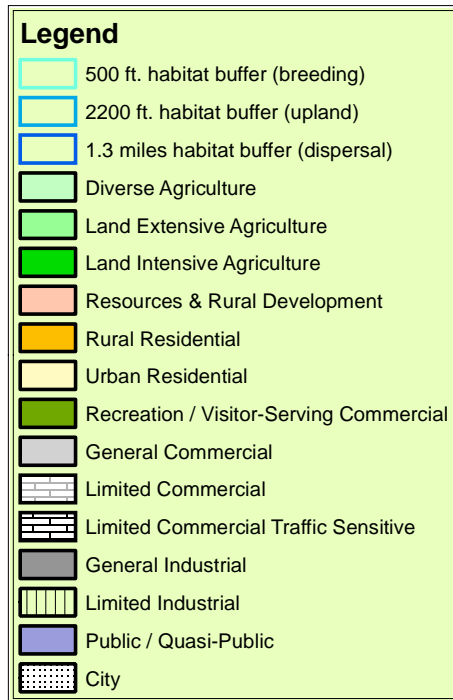 Legend
500 ft. habitat buffer (breeding)
2200 ft. habitat buffer (upland)
1.3 miles habitat buffer (dispersal)
Diverse Agriculture
Land Extensive Agriculture
Land Intensive Agriculture
Resources & Rural Development
Rural Residential
Urban Residential
Recreation / Visitor-Serving Commercial
General Commercial
Limited Commercial
Limited Commercial Traffic Sensitive
General Industrial
Limited Industrial
Public / Quasi-Public
City